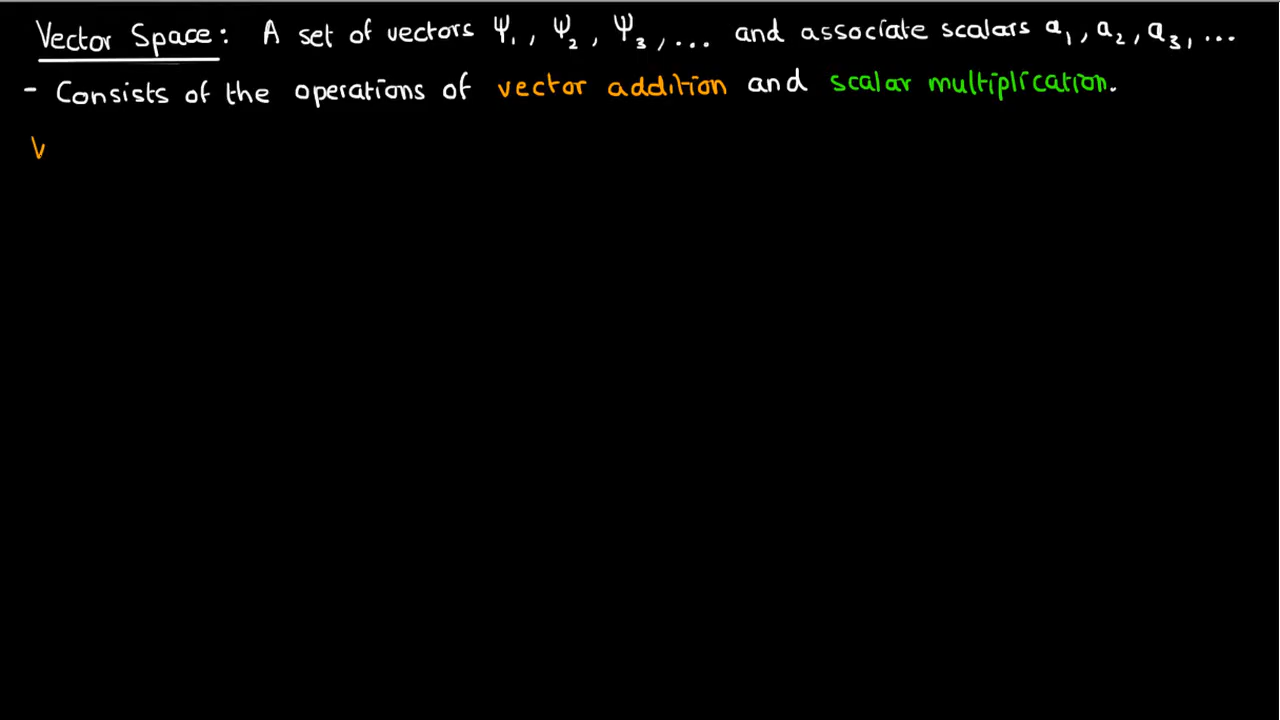 Vector Space: A set of vectors Ψ₁, Ψ₂, Ψ₃, ... and associate scalars a₁, a₂, a₃, ...
- Consists of the operations of vector addition and scalar multiplication.
V